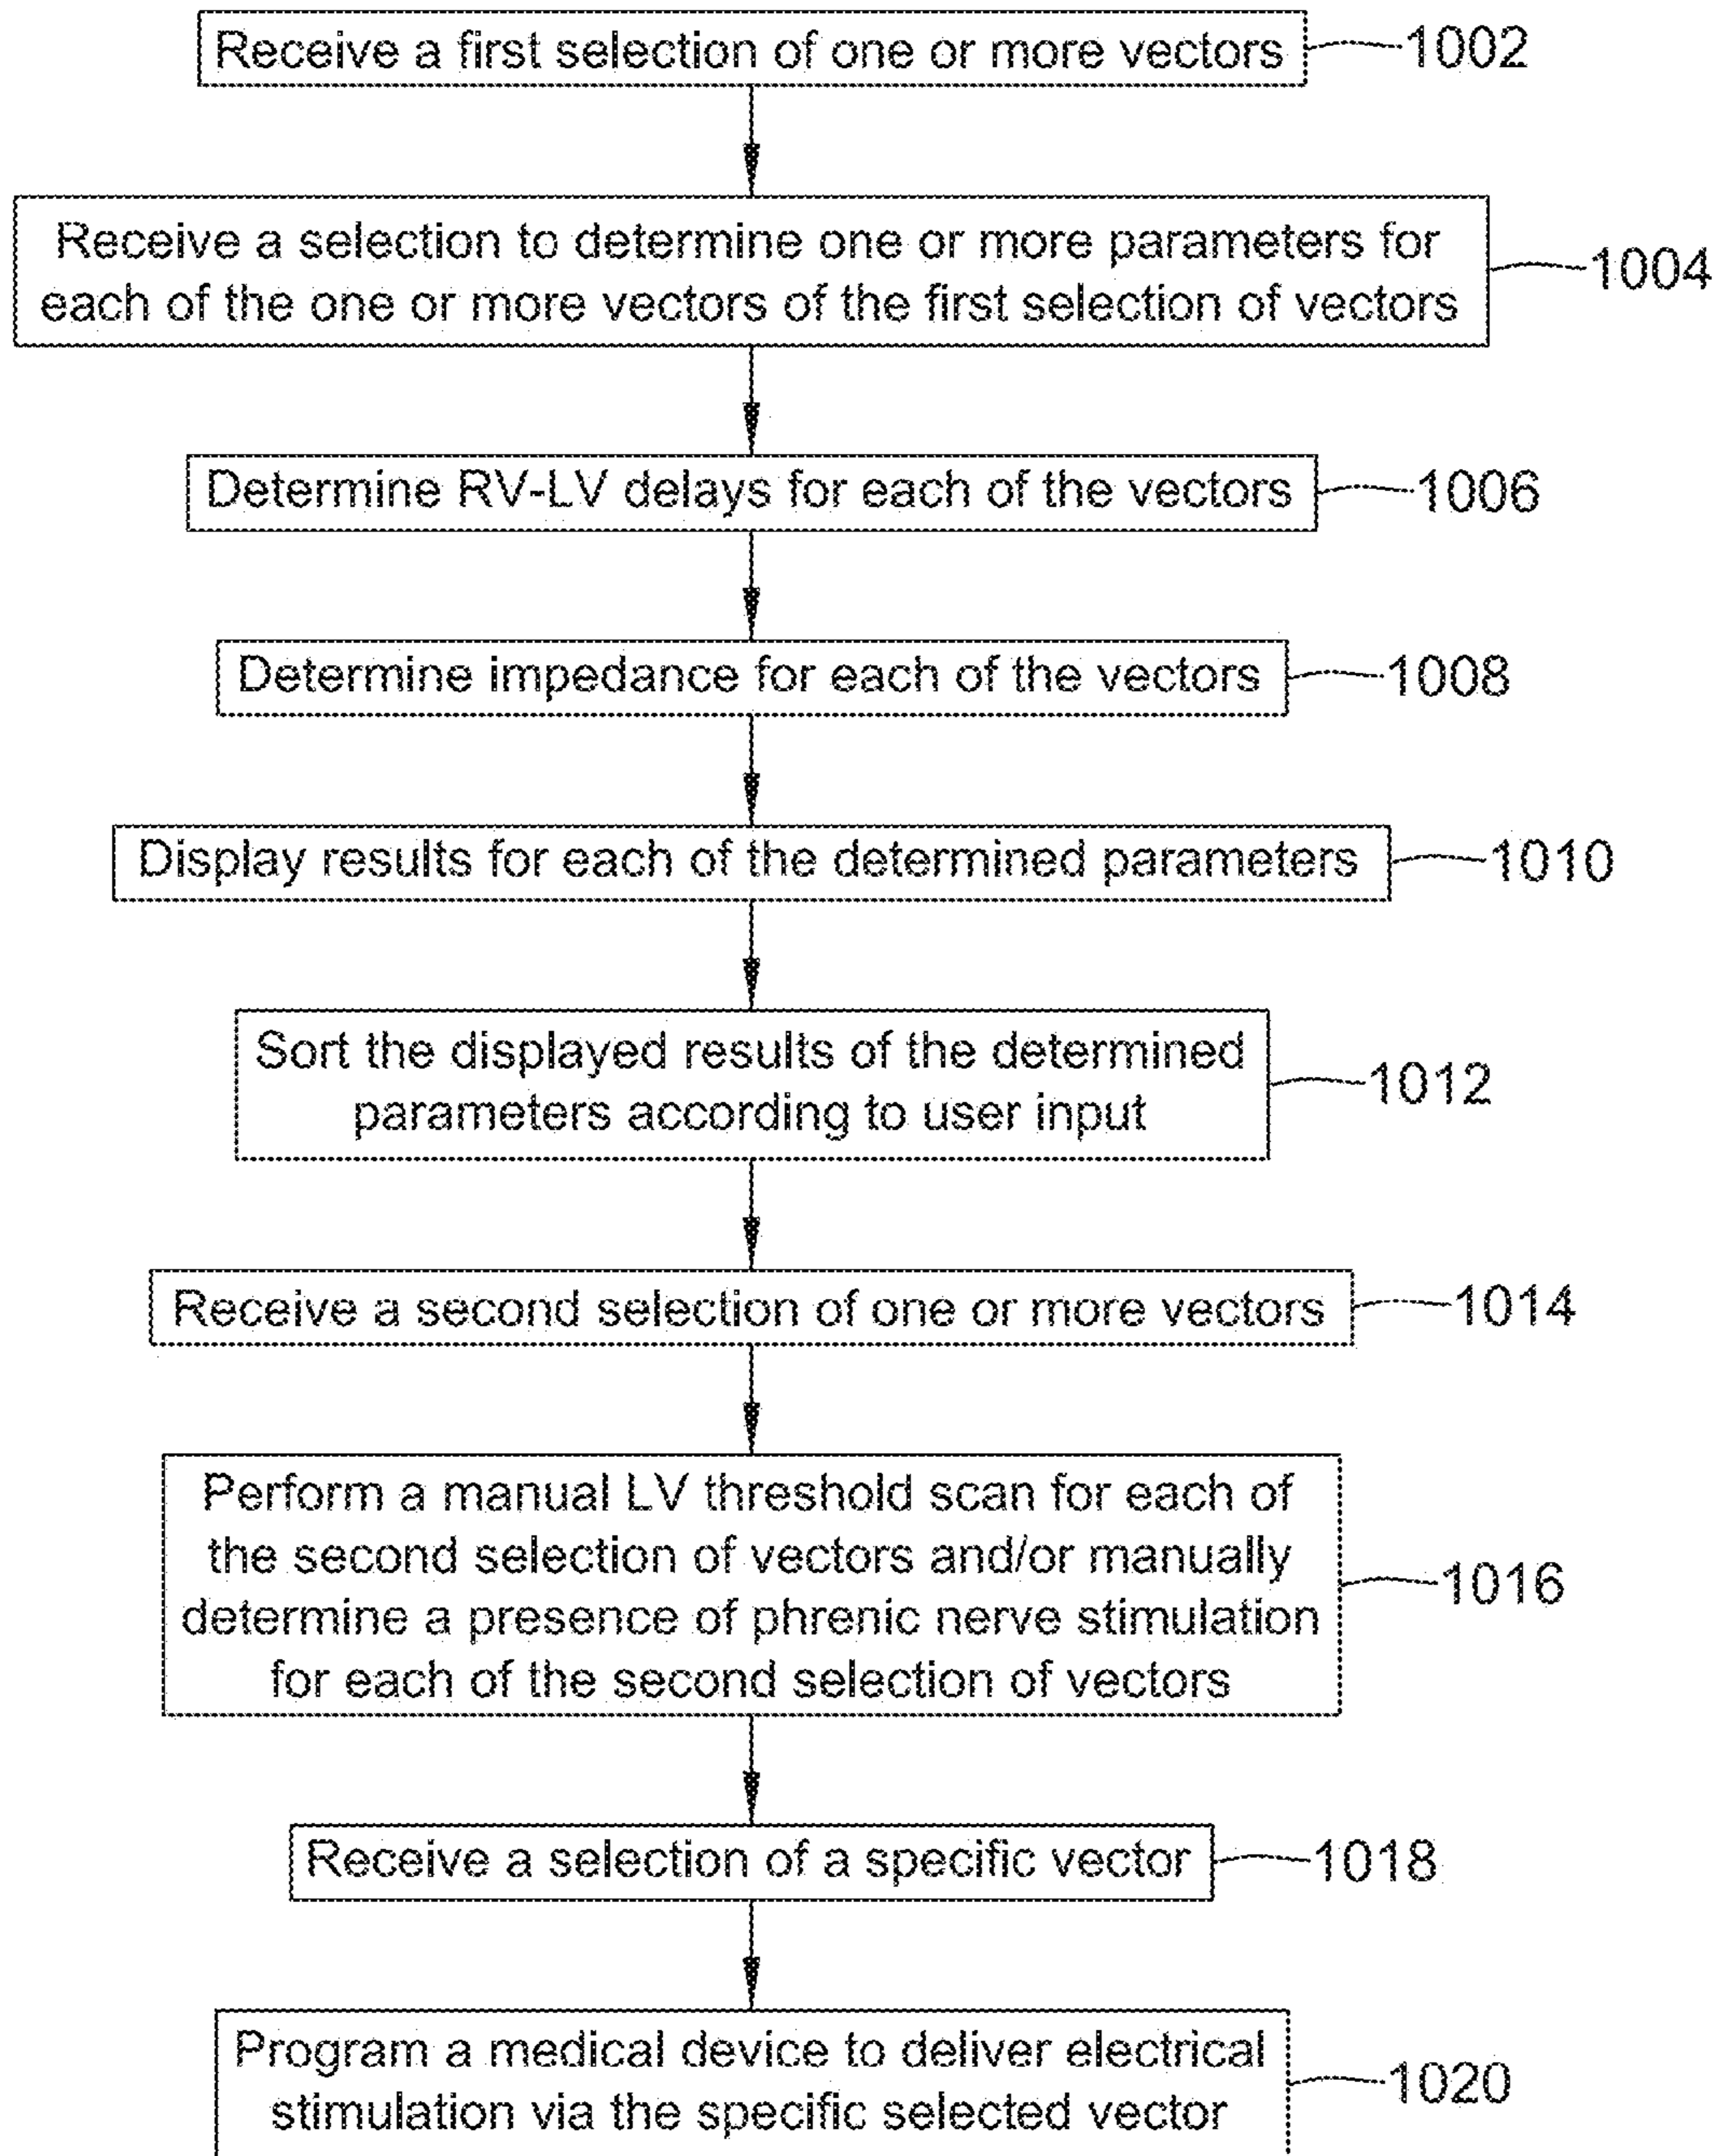 Receive a first selection of one or more vectors
1002
Receive a selection to determine one or more parameters for
each of the one or more vectors of the first selection of vectors
1004
Determine RV-LV delays for each of the vectors
1006
Determine impedance for each of the vectors
1008
Display results for each of the determined parameters
1010
Sort the displayed results of the determined
parameters according to user input
1012
Receive a second selection of one or more vectors
1014
Perform a manual LV threshold scan for each of
the second selection of vectors and/or manually
determine a presence of phrenic nerve stimulation
for each of the second selection of vectors
1016
Receive a selection of a specific vector
1018
Program a medical device to deliver electrical
stimulation via the specific selected vector
1020